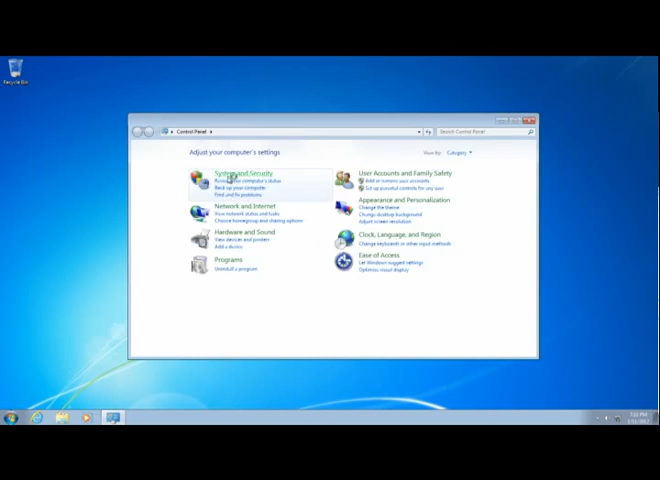 Recycle Bin
Control Panel
Search Control Panel
Adjust your computer's settings
View by: Category
System and Security
Review your computer's status
Back up your computer
Find and fix problems
Network and Internet
View network status and tasks
Choose homegroup and sharing options
Hardware and Sound
View devices and printers
Add a device
Programs
Uninstall a program
User Accounts and Family Safety
Add or remove user accounts
Set up parental controls for any user
Appearance and Personalization
Change the theme
Change desktop background
Adjust screen resolution
Clock, Language, and Region
Change keyboards or other input methods
Ease of Access
Let Windows suggest settings
Optimize visual display